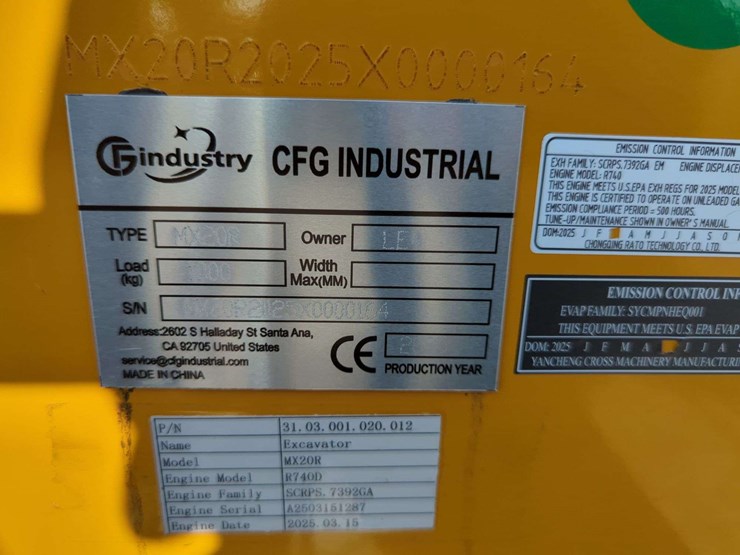 MX20R2025X0000164
CFindustry CFG INDUSTRIAL
TYPE MX20R Owner
Load (kg) Width Max(MM)
S/N
Address:2602 S Halladay St Santa Ana,
CA 92705 United States
service@cfgindustrial.com
MADE IN CHINA
CE
PRODUCTION YEAR
EMISSION CONTROL INFORMATION
EXH FAMILY: SCRPS.7392GA EM ENGINE DISPLACE
ENGINE MODEL: R740
THIS ENGINE MEETS U.S.EPA EXH REGS FOR 2025 MODEL
THIS ENGINE IS CERTIFIED TO OPERATE ON UNLEADED GA
EMISSION COMPLIANCE PERIOD = 500 HOURS.
TUNE-UP/MAINTENANCE SHOWN IN OWNER'S MANUAL.
DOM:2025 J F A M J J A S O
CHONGQING RATO TECHNOLOGY CO., LTD.
EMISSION CONTROL INF
EVAP FAMILY: SYCMPNHEQ001
THIS EQUIPMENT MEETS U.S. EPA EVAP
DOM: 2025 J F M A J J A S
YANCHENG CROSS MACHINERY MANUFACTURI
P/N 31.03.001.020.012
Name Excavator
Model MX20R
Engine Model R740D
Engine Family SCRPS.7392GA
Engine Serial A2503151287
Engine Date 2025.03.15